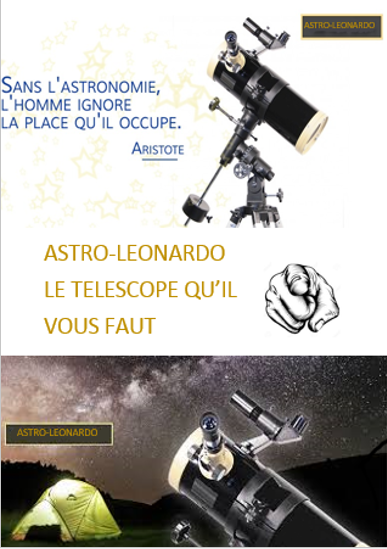 ASTRO-LEONARDO
SANS L'ASTRONOMIE,
L'HOMME IGNORE
LA PLACE QU'IL OCCUPE.
ARISTOTE
ASTRO-LEONARDO
LE TELESCOPE QU’IL
VOUS FAUT
ASTRO-LEONARDO